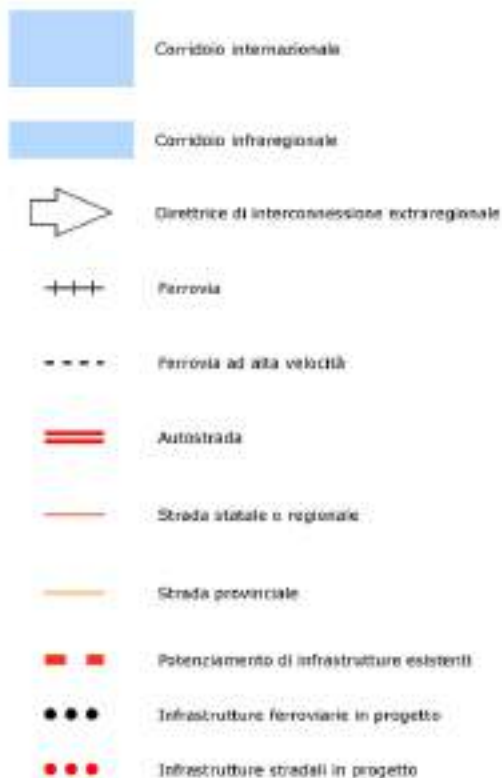 Corridoio internazionale
Corridoio infraregionale
Direttrice di interconnessione extraregionale
Ferrovia
Ferrovia ad alta velocità
Autostrada
Strada statale o regionale
Strada provinciale
Potenziamento di infrastrutture esistenti
Infrastrutture ferroviarie in progetto
Infrastrutture stradali in progetto